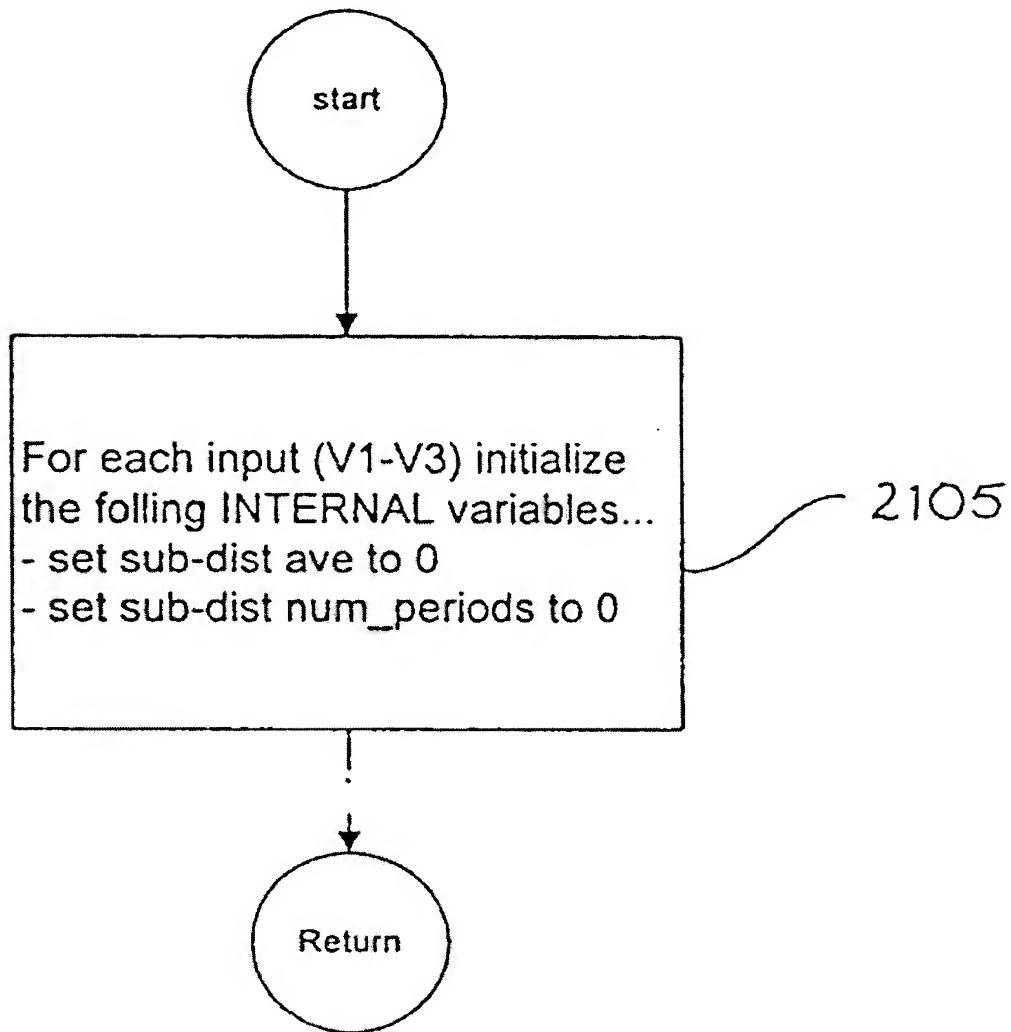 start
For each input (V1-V3) initialize
the folling INTERNAL variables...
- set sub-dist ave to 0
- set sub-dist num_periods to 0
2105
Return